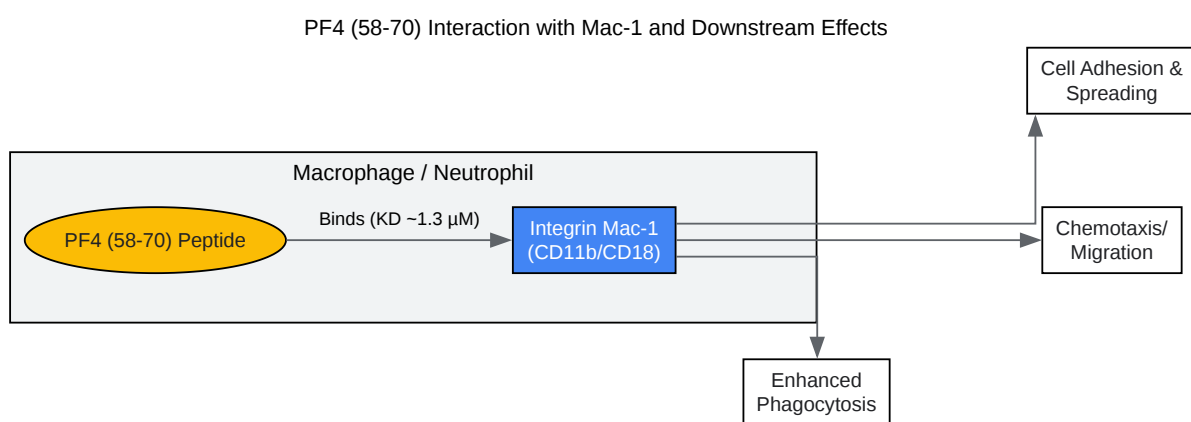 PF4 (58-70) Interaction with Mac-1 and Downstream Effects
Cell Adhesion &
Spreading
Macrophage / Neutrophil
PF4 (58-70) Peptide
Binds (KD ~1.3 µM)
Integrin Mac-1
(CD11b/CD18)
Chemotaxis/
Migration
Enhanced
Phagocytosis